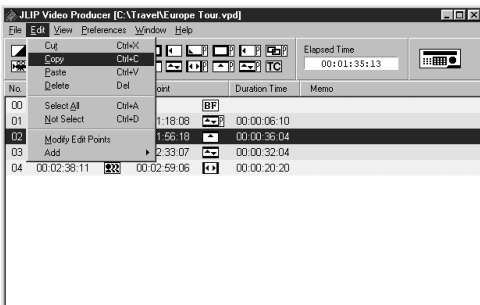 JLIP Video Producer [C:\Travel\Europe Tour.vpd]
File Edit View Preferences Window Help
Cut Ctrl+X
Copy Ctrl+C
Paste Ctrl+V
Delete Del
Select All Ctrl+A
Not Select Ctrl+D
Modify Edit Points
Add
P P P
P P TC
Elapsed Time
00:01:35:13
No. oint Duration Time Memo
00 BF
01 1:18:08 P 00:00:06:10
02 1:56:18 00:00:36:04
03 2:33:07 00:00:32:04
04 00:02:38:11 00:02:59:06 00:00:20:20